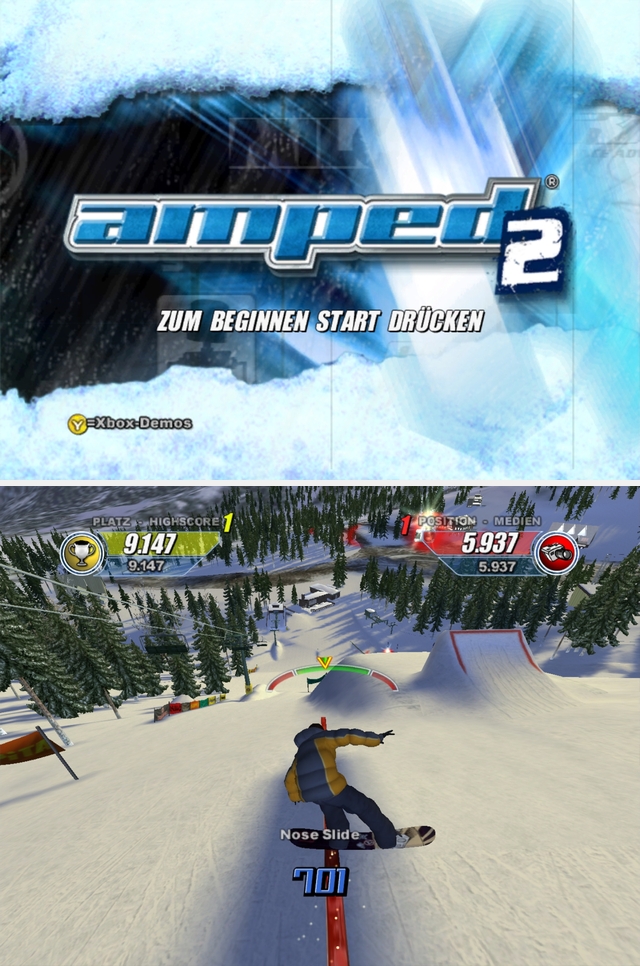 amped 2 ®
ZUM BEGINNEN START DRÜCKEN
Y=Xbox-Demos
PLATZ - HIGHSCORE 1
9.147
9.147
1 POSITION - MEDIEN
5.937
5.937
Nose Slide
701